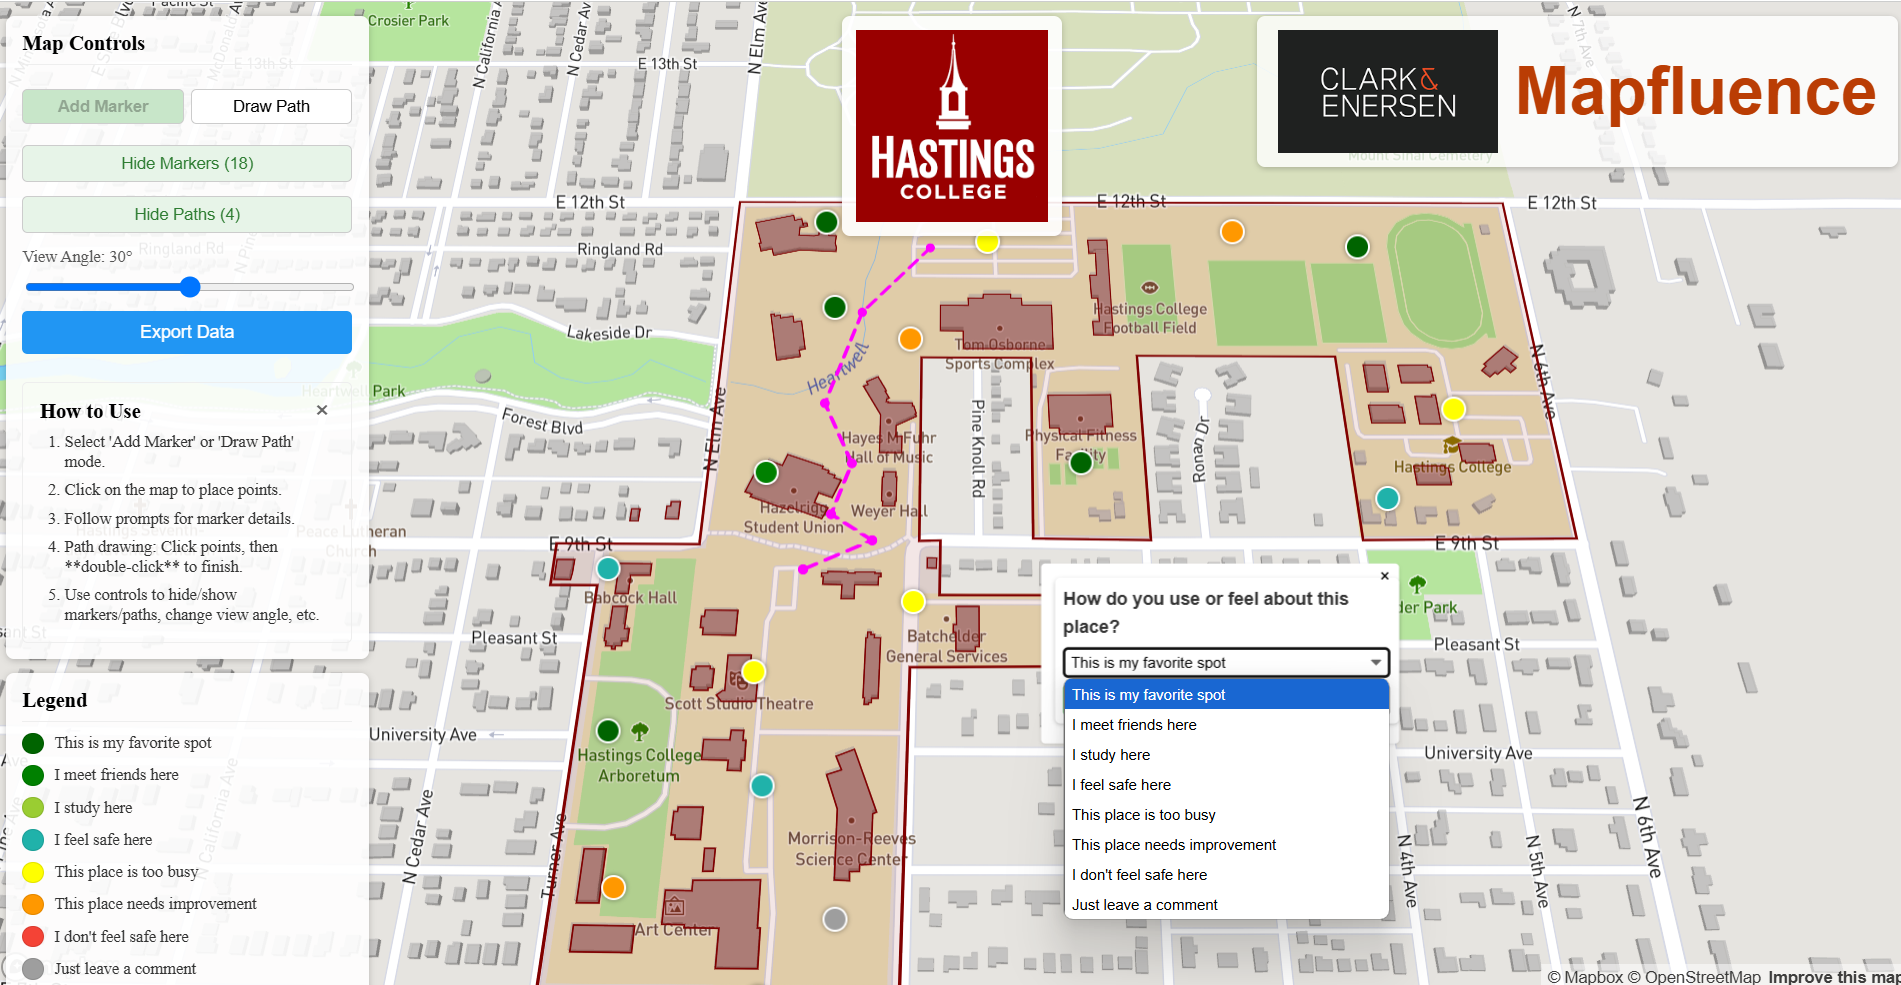 Map Controls
Add Marker
Draw Path
Hide Markers (18)
Hide Paths (4)
View Angle: 30°
Export Data
How to Use
×
1. Select 'Add Marker' or 'Draw Path'
mode.
2. Click on the map to place points.
3. Follow prompts for marker details.
4. Path drawing: Click points, then
**double-click** to finish.
5. Use controls to hide/show
markers/paths, change view angle, etc.
Legend
This is my favorite spot
I meet friends here
I study here
I feel safe here
This place is too busy
This place needs improvement
I don't feel safe here
Just leave a comment
HASTINGS
COLLEGE
CLARK&
ENERSEN
Mapfluence
Crosier Park
N California A
N Cedar Av
N Elm Ave
E 13th St
E 13th St
N 7th Ave
Mount Sinai Cemetery
E 12th St
E 12th St
E 12th St
Ringland Rd
Ringland Rd
Lakeside Dr
Heartwell Park
Forest Blvd
N Elm Ave
Heartwell
Hastings College
Football Field
Tom Osborne
Sports Complex
Hayes M Fuhr
Hall of Music
Pine Knoll Rd
Physical Fitness
Facility
Ronan Dr
N 6th Ave
Hastings College
Hazelrigg
Student Union
Weyer Hall
Hastings Seventh
Peace Lutheran
Church
E 9th St
E 9th St
Babcock Hall
Pleasant St
Batchelder
General Services
der Park
Pleasant St
Scott Studio Theatre
University Ave
University Ave
Hastings College
Arboretum
N California Ave
N Cedar Ave
Turner Ave
Morrison-Reeves
Science Center
Art Center
N 4th Ave
N 5th Ave
N 6th Ave
×
How do you use or feel about this
place?
This is my favorite spot
This is my favorite spot
I meet friends here
I study here
I feel safe here
This place is too busy
This place needs improvement
I don't feel safe here
Just leave a comment
© Mapbox © OpenStreetMap Improve this map